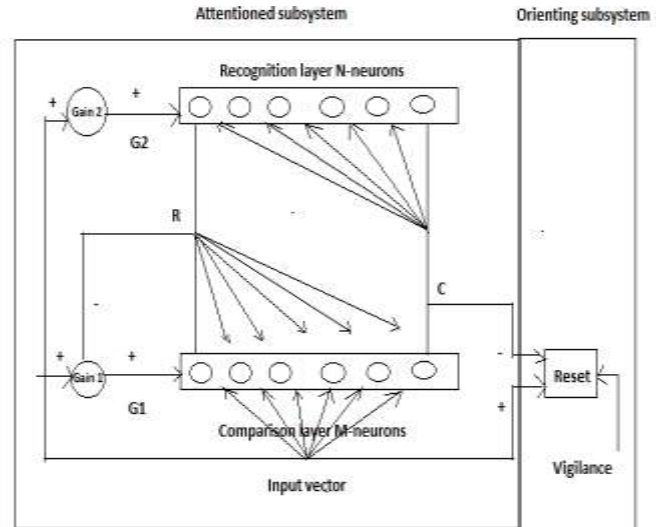 Attentioned subsystem
Orienting subsystem
Recognition layer N-neurons
+
+
Gain 2
G2
R
-
-
-
C
+
+
Gain 1
G1
-
+
Reset
Comparison layer M-neurons
Vigilance
Input vector